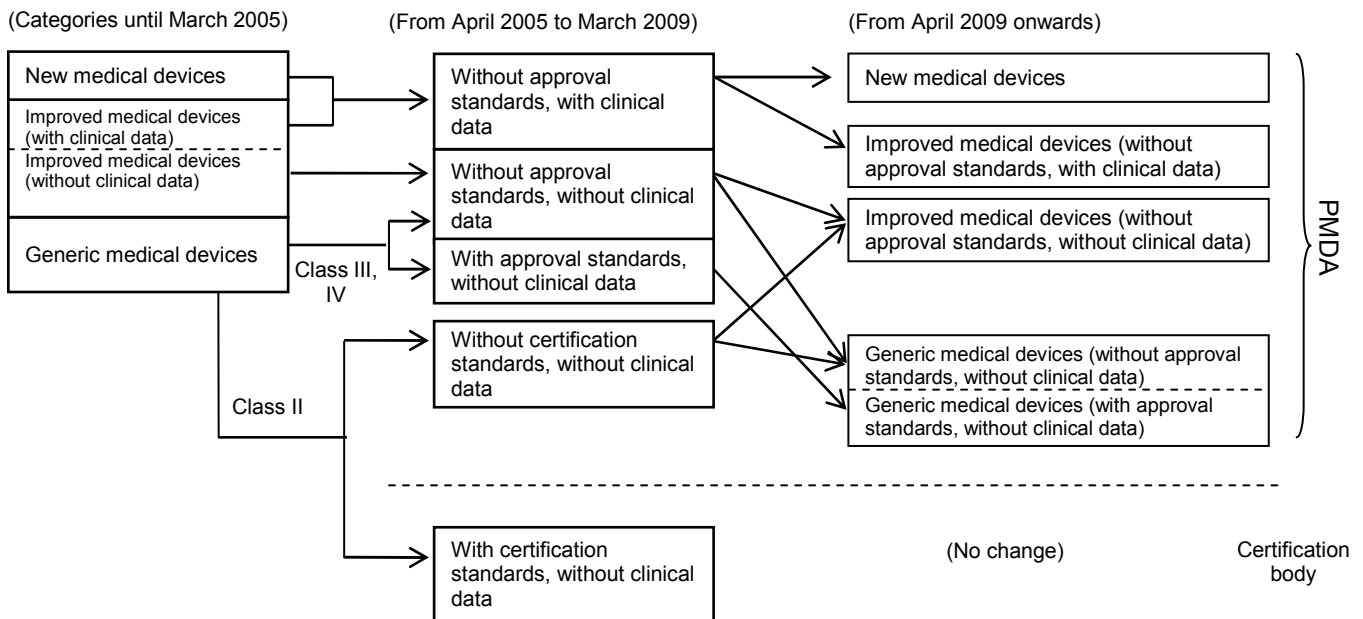 (Categories until March 2005)
(From April 2005 to March 2009)
(From April 2009 onwards)
New medical devices
Improved medical devices
(with clinical data)
Improved medical devices
(without clinical data)
Generic medical devices
Class III,
IV
Class II
Without approval
standards, with clinical
data
Without approval
standards, without clinical
data
With approval standards,
without clinical data
Without certification
standards, without clinical
data
With certification
standards, without clinical
data
New medical devices
Improved medical devices (without
approval standards, with clinical data)
Improved medical devices (without
approval standards, without clinical data)
Generic medical devices (without approval
standards, without clinical data)
Generic medical devices (with approval
standards, without clinical data)
(No change)
PMDA
Certification
body